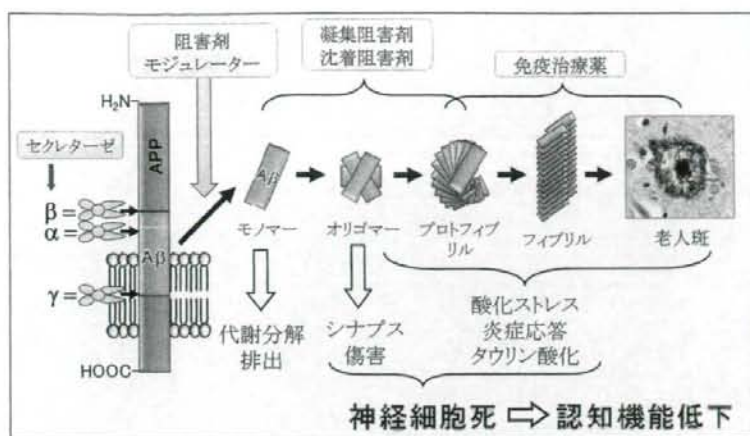 阻害剤
モジュレーター
凝集阻害剤
沈着阻害剤
免疫治療薬
H₂N
APP
セクレターゼ
β=
α=
Aβ
γ=
HOOC
Aβ
モノマー
オリゴマー
プロトフィブ
リル
フィブリル
老人斑
代謝分解
排出
シナプス
傷害
酸化ストレス
炎症応答
タウリン酸化
神経細胞死 ⇨ 認知機能低下